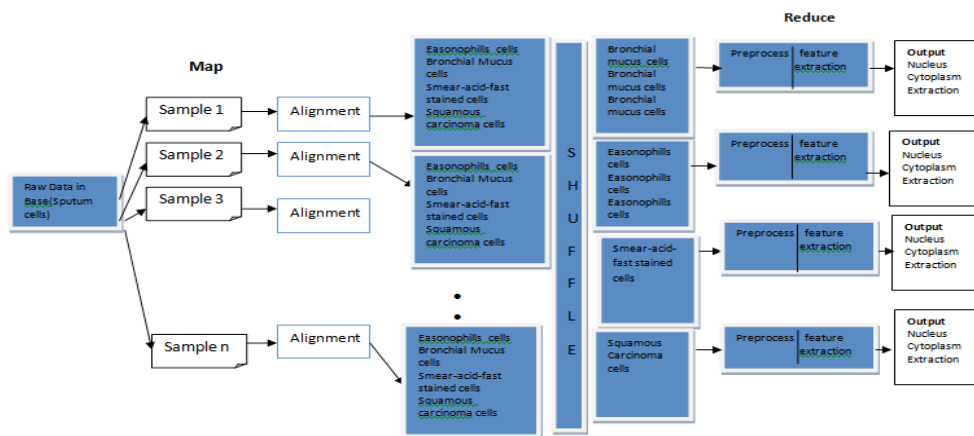 Reduce
Map
Raw Data in
Base(Sputum
cells)
Sample 1
Sample 2
Sample 3
Sample n
Alignment
Alignment
Alignment
Alignment
Easonophills cells
Bronchial Mucus
cells
Smear-acid-fast
stained cells
Squamous
carcinoma cells
Easonophills cells
Bronchial Mucus
cells
Smear-acid-fast
stained cells
Squamous
carcinoma cells
Easonophills cells
Bronchial Mucus
cells
Smear-acid-fast
stained cells
Squamous
carcinoma cells
S
H
U
F
F
L
E
Bronchial
mucus cells
Bronchial
mucus cells
Bronchial
mucus cells
Easonophills
cells
Easonophills
cells
Easonophills
cells
Smear-acid-
fast stained
cells
Squamous
Carcinoma
cells
Preprocess feature
extraction
Preprocess feature
extraction
Preprocess feature
extraction
Preprocess feature
extraction
Output
Nucleus
Cytoplasm
Extraction
Output
Nucleus
Cytoplasm
Extraction
Output
Nucleus
Cytoplasm
Extraction
Output
Nucleus
Cytoplasm
Extraction